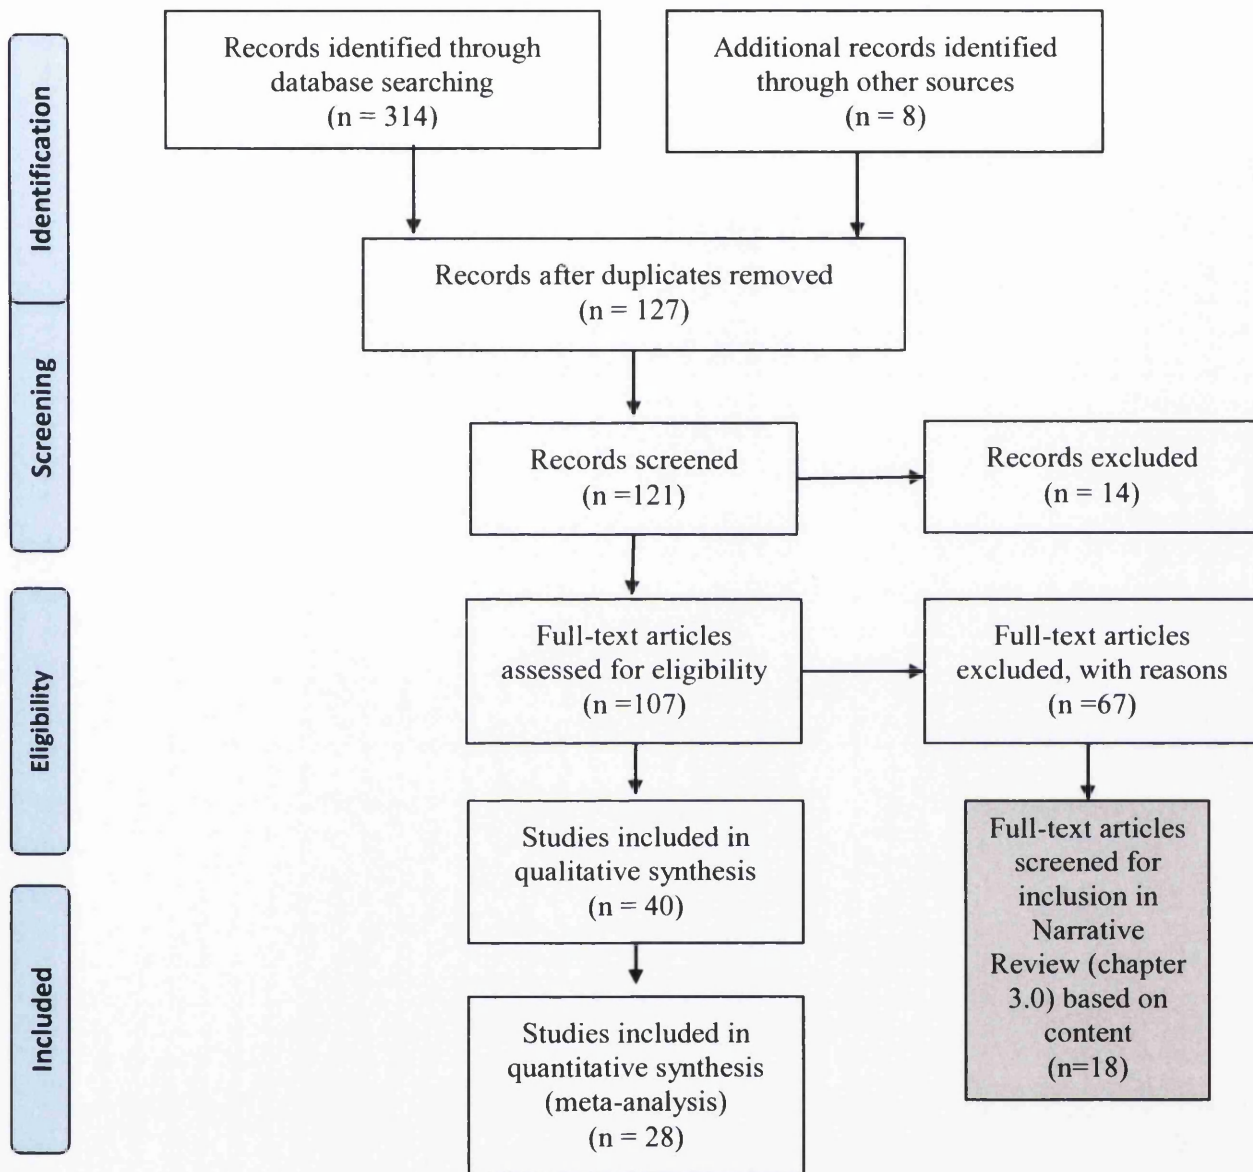 Identification
Records identified through
database searching
(n = 314)
Additional records identified
through other sources
(n = 8)
Records after duplicates removed
(n = 127)
Screening
Records screened
(n =121)
Records excluded
(n = 14)
Eligibility
Full-text articles
assessed for eligibility
(n =107)
Full-text articles
excluded, with reasons
(n =67)
Studies included in
qualitative synthesis
(n = 40)
Full-text articles
screened for
inclusion in
Narrative
Review (chapter
3.0) based on
content
(n=18)
Included
Studies included in
quantitative synthesis
(meta-analysis)
(n = 28)